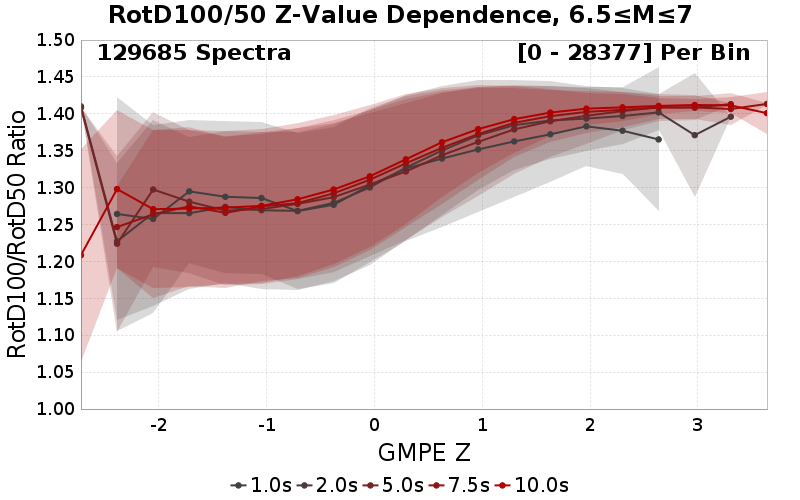 RotD100/50 Z-Value Dependence, 6.5≤M≤7
129685 Spectra
[0 - 28377] Per Bin
RotD100/RotD50 Ratio
1.50
1.45
1.40
1.35
1.30
1.25
1.20
1.15
1.10
1.05
1.00
-2 -1 0 1 2 3
GMPE Z
1.0s 2.0s 5.0s 7.5s 10.0s